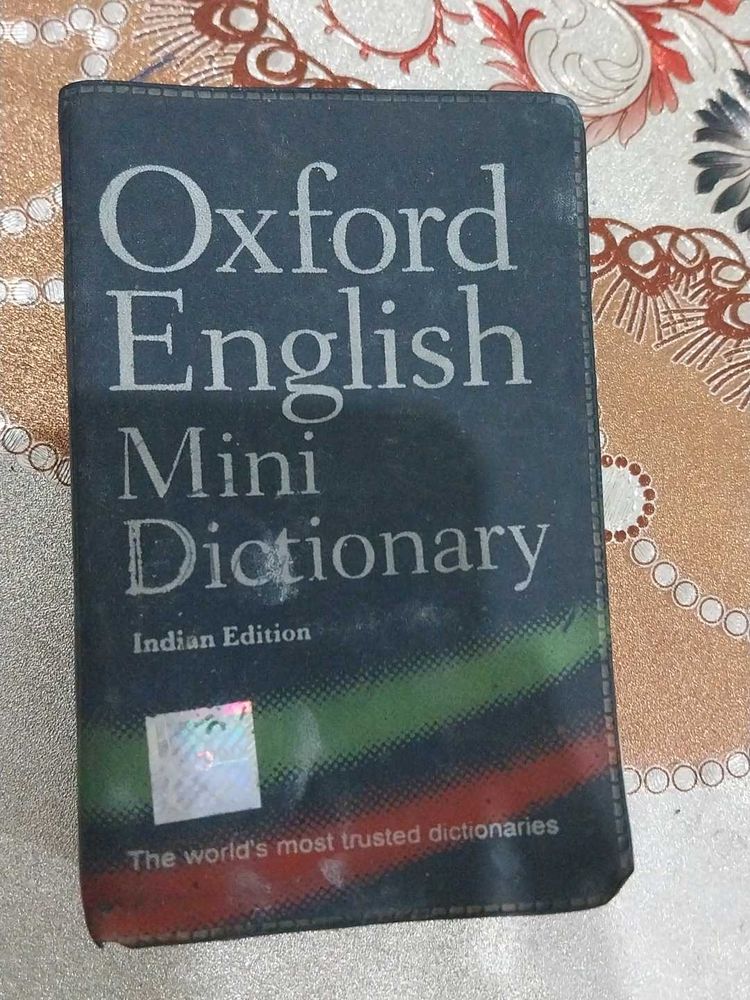 Oxford
English
Mini
Dictionary
Indian Edition
The world's most trusted dictionaries